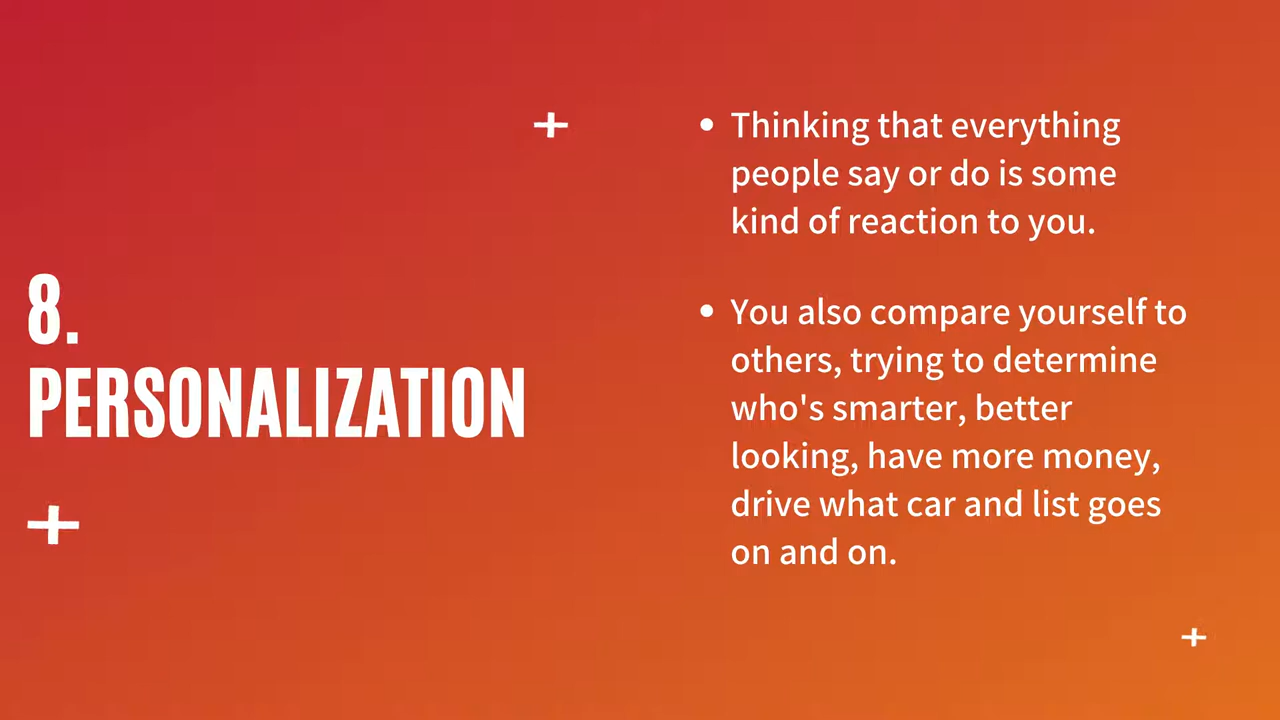 8.
PERSONALIZATION
• Thinking that everything
people say or do is some
kind of reaction to you.
• You also compare yourself to
others, trying to determine
who's smarter, better
looking, have more money,
drive what car and list goes
on and on.